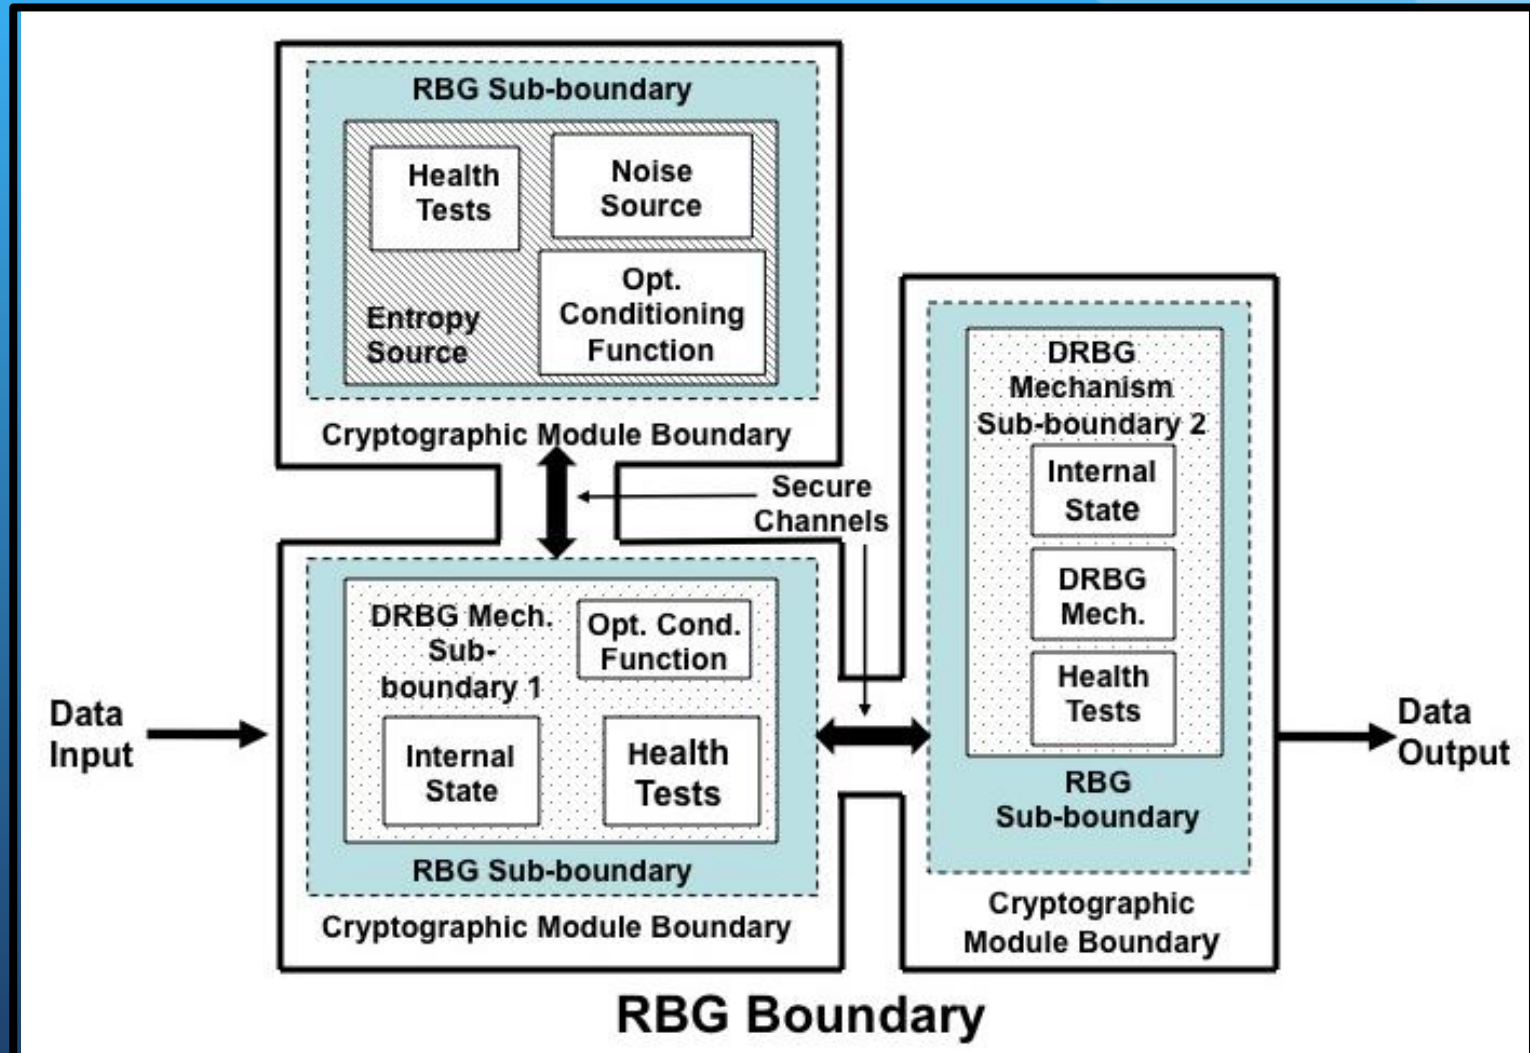 RBG Sub-boundary
Health
Tests
Noise
Source
Opt.
Conditioning
Function
Entropy
Source
Cryptographic Module Boundary
Secure
Channels
DRBG
Mechanism
Sub-boundary 2
Internal
State
DRBG
Mech.
Health
Tests
RBG
Sub-boundary
Cryptographic
Module Boundary
DRBG Mech.
Sub-
boundary 1
Opt. Cond.
Function
Internal
State
Health
Tests
RBG Sub-boundary
Cryptographic Module Boundary
Data
Input
Data
Output
RBG Boundary